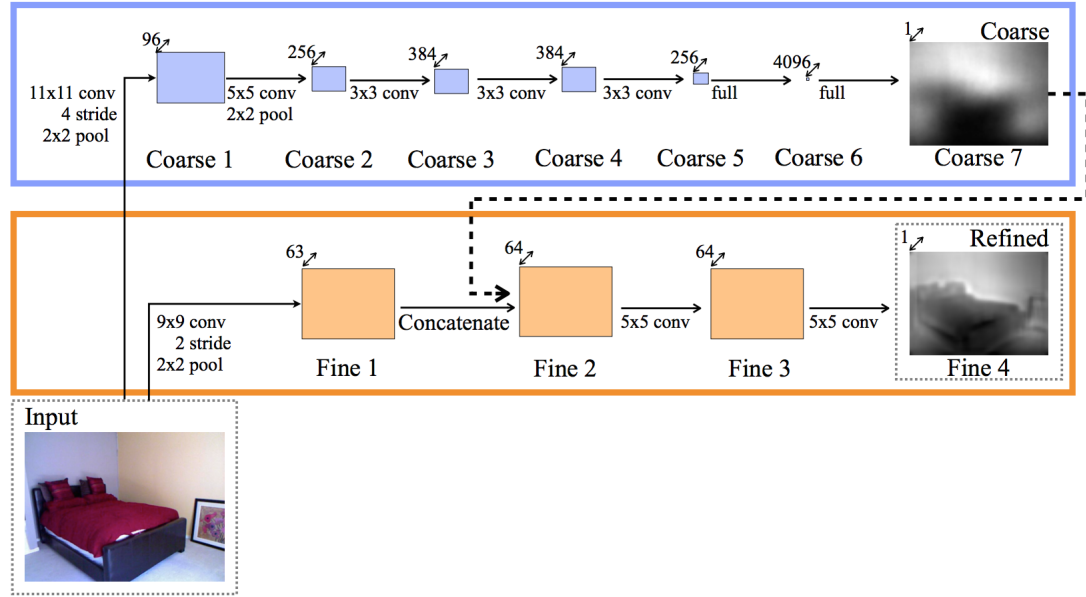 Coarse
96
256
384
384
256
4096
1
11x11 conv
4 stride
2x2 pool
5x5 conv
2x2 pool
3x3 conv
3x3 conv
3x3 conv
full
full
Coarse 1
Coarse 2
Coarse 3
Coarse 4
Coarse 5
Coarse 6
Coarse 7
63
64
64
1
Refined
9x9 conv
2 stride
2x2 pool
Concatenate
5x5 conv
5x5 conv
Fine 1
Fine 2
Fine 3
Fine 4
Input